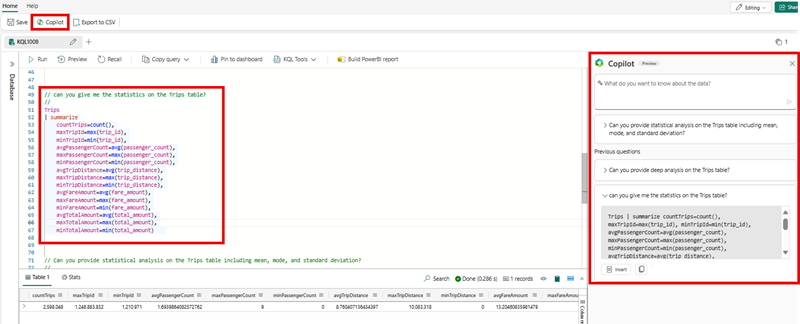 Home Help
Editing Share
Save Copilot Export to CSV
KQL1008 1
Run Preview Recall Copy query Pin to dashboard KQL Tools Build PowerBI report
Database
46
47
48
49 // can you give me the statistics on the Trips table?
50 //
51 Trips
52 | summarize
53 countTrips=count(),
54 maxTripId=max(trip_id),
55 minTripId=min(trip_id),
56 avgPassengerCount=avg(passenger_count),
57 maxPassengerCount=max(passenger_count),
58 minPassengerCount=min(passenger_count),
59 avgTripDistance=avg(trip_distance),
60 maxTripDistance=max(trip_distance),
61 minTripDistance=min(trip_distance),
62 avgFareAmount=avg(fare_amount),
63 maxFareAmount=max(fare_amount),
64 minFareAmount=min(fare_amount),
65 avgTotalAmount=avg(total_amount),
66 maxTotalAmount=max(total_amount),
67 minTotalAmount=min(total_amount)
68
69
70
71 // Can you provide statistical analysis on the Trips table including mean, mode, and standard deviation?
72 //
Table 1 Stats Search Done (0.286 s) 1 records
countTrips maxTripId minTripId avgPassengerCount maxPassengerCount minPassengerCount avgTripDistance maxTripDistance minTripDistance avgFareAmount maxFareAmount
2,598,048 1,248,883,832 1,210,971 9 0 10,083,318 0
Copilot Preview
What do you want to know about the data?
Can you provide statistical analysis on the Trips table including mean,
mode, and standard deviation?
Previous questions
Can you provide deep analysis on the Trips table?
can you give me the statistics on the Trips table?
Trips | summarize countTrips=count(),
maxTripId=max(trip_id), minTripId=min(trip_id),
avgPassengerCount=avg(passenger_count),
maxPassengerCount=max(passenger_count),
minPassengerCount=min(passenger_count),
avgTripDistance=avg(trip_distance),
Insert